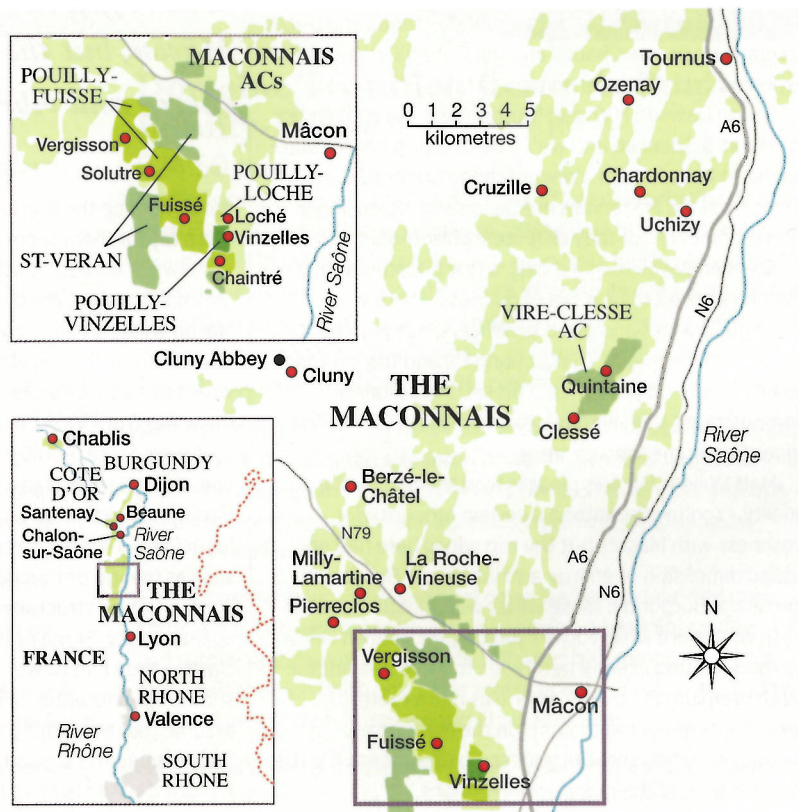 MACONNAIS
ACs
POUILLY-
FUISSE
Mâcon
Vergisson
Solutre
POUILLY-
LOCHE
Fuissé
Loché
Vinzelles
ST-VERAN
Chaintré
POUILLY-
VINZELLES
River Saône
0 1 2 3 4 5
kilometres
Tournus
Ozenay
A6
Cruzille
Chardonnay
Uchizy
N6
VIRE-CLESSE
AC
Quintaine
Clessé
Cluny Abbey
Cluny
THE
MACONNAIS
River
Saône
Berzé-le-
Châtel
N79
Milly-
Lamartine
La Roche-
Vineuse
Pierreclos
A6
N6
N
Vergisson
Mâcon
Fuissé
Vinzelles
Chablis
BURGUNDY
COTE
D'OR
Dijon
Santenay
Beaune
Chalon-
sur-Saône
River
Saône
THE
MACONNAIS
Lyon
FRANCE
NORTH
RHONE
Valence
River
Rhône
SOUTH
RHONE